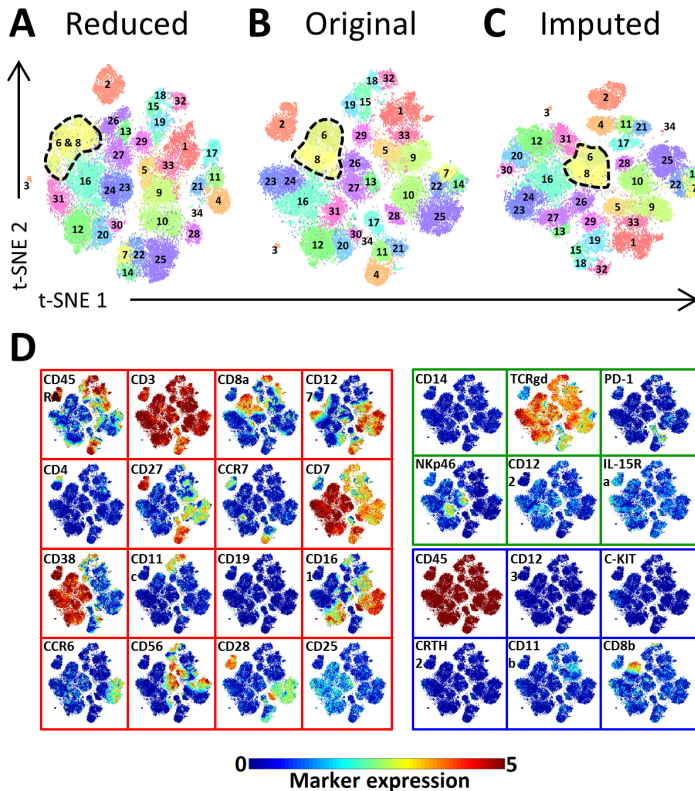 A Reduced
B Original
C Imputed
t-SNE 2
2
18
32
15
19
26
13
29
1
6 & 8
27
17
5
33
16
24
23
9
21
11
3
31
4
10
34
12
20
30
28
7
22
25
14
18
32
19
15
1
2
6
29
33
8
26
5
9
23
24
27
13
7
16
10
22
14
31
28
25
17
12
20
30
34
3
11
21
4
2
3
4
11
21
34
12
31
17
20
6
25
30
8
28
16
10
24
26
23
5
9
27
29
33
13
19
1
15
18
32
7
t-SNE 1
D
CD45
RA
CD3
CD8a
CD12
7
CD4
CD27
CCR7
CD7
CD38
CD11
c
CD19
CD16
1
CCR6
CD56
CD28
CD25
CD14
TCRgd
PD-1
NKp46
CD12
2
IL-15R
a
CD45
CD12
3
C-KIT
CRTH
2
CD11
b
CD8b
0
5
Marker expression